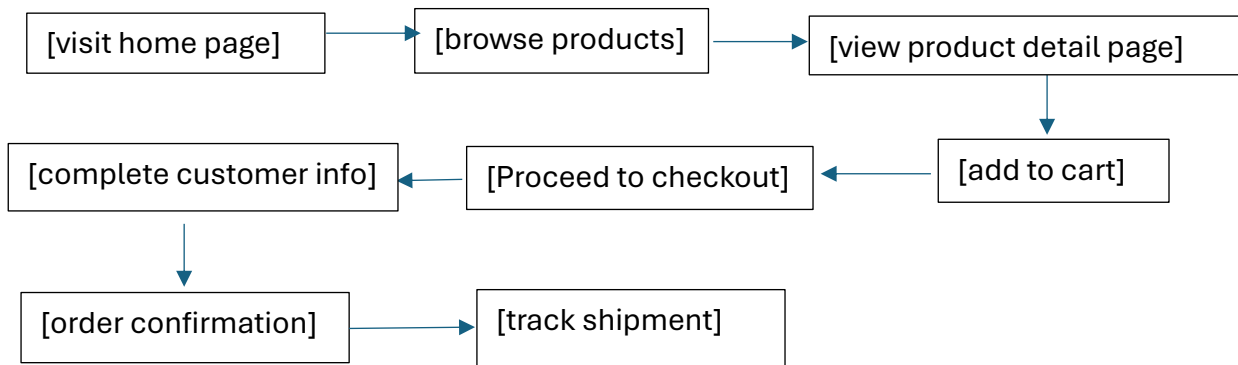 [visit home page]
[browse products]
[view product detail page]
[add to cart]
[Proceed to checkout]
[complete customer info]
[order confirmation]
[track shipment]